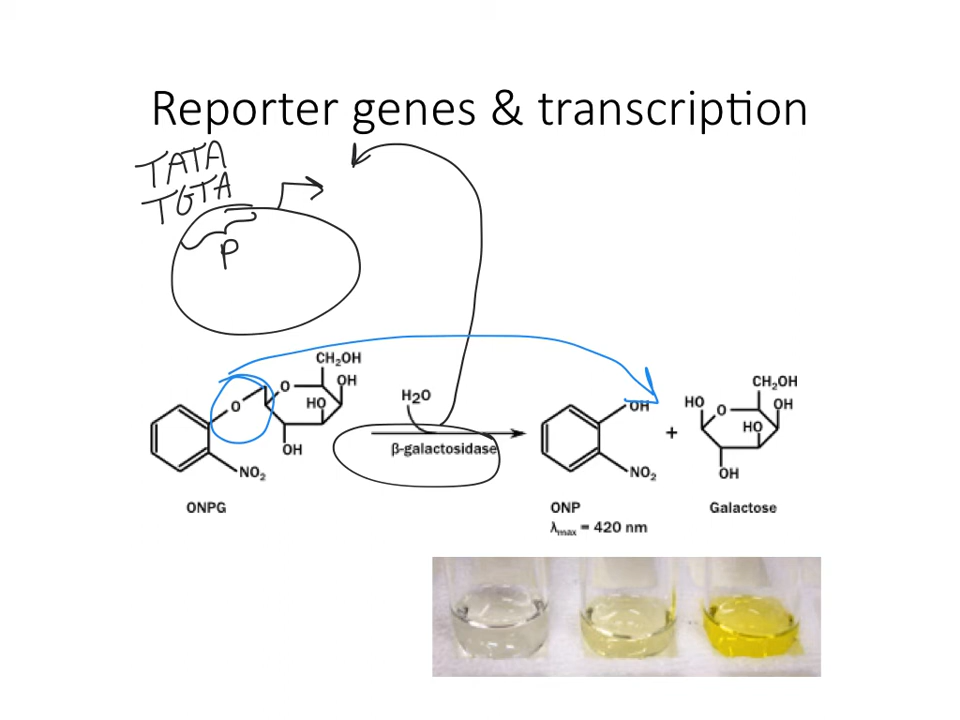 Reporter genes & transcription
TATA
TGTA
P
CH₂OH
O
OH
HO
O
OH
NO₂
ONPG
H₂O
β-galactosidase
OH
NO₂
ONP
λmax = 420 nm
+
CH₂OH
HO
O
OH
HO
OH
Galactose